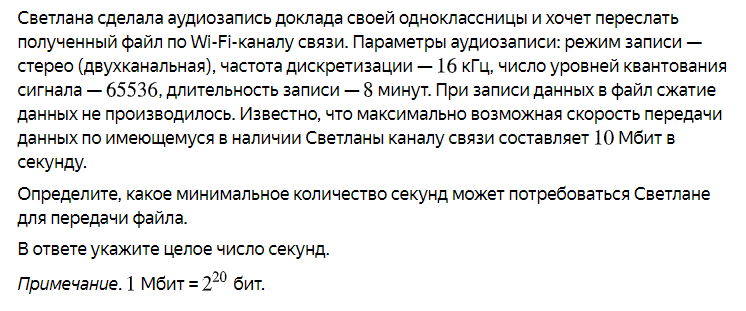 Светлана сделала аудиозапись доклада своей одноклассницы и хочет переслать
полученный файл по Wi-Fi-каналу связи. Параметры аудиозаписи: режим записи —
стерео (двухканальная), частота дискретизации — 16 кГц, число уровней квантования
сигнала — 65536, длительность записи — 8 минут. При записи данных в файл сжатие
данных не производилось. Известно, что максимально возможная скорость передачи
данных по имеющемуся в наличии Светланы каналу связи составляет 10 Мбит в
секунду.
Определите, какое минимальное количество секунд может потребоваться Светлане
для передачи файла.
В ответе укажите целое число секунд.
Примечание. 1 Мбит = 2²⁰ бит.